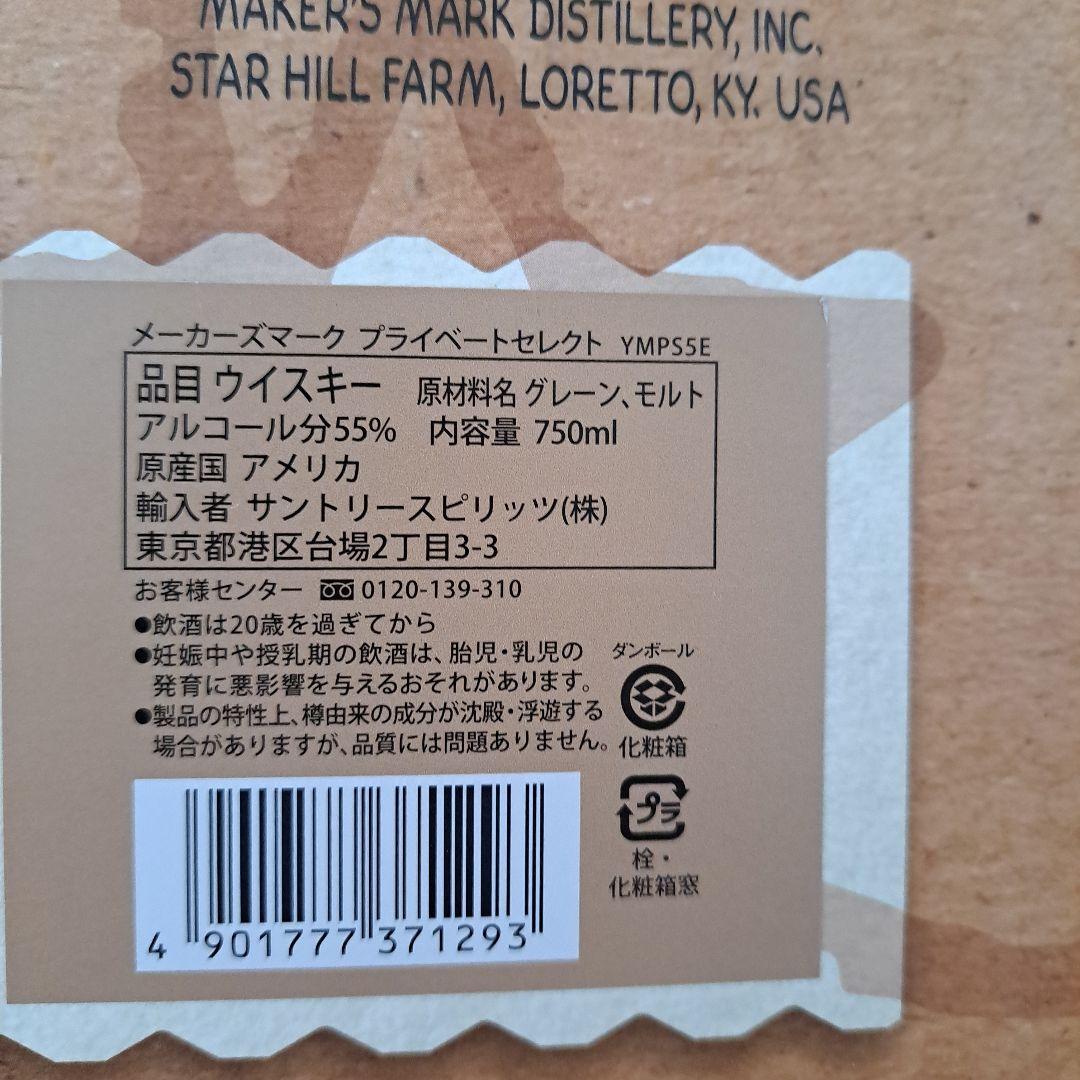 MAKER'S MARK DISTILLERY, INC.
STAR HILL FARM, LORETTO, KY. USA
メーカーズマーク プライベートセレクト YMPS5E
品目 ウイスキー 原材料名 グレーン、モルト
アルコール分55% 内容量 750ml
原産国 アメリカ
輸入者 サントリースピリッツ(株)
東京都港区台場2丁目3-3
お客様センター 0120-139-310
●飲酒は20歳を過ぎてから
●妊娠中や授乳期の飲酒は、胎児・乳児の
発育に悪影響を与えるおそれがあります。
●製品の特性上、樽由来の成分が沈殿・浮遊する
場合がありますが、品質には問題ありません。
ダンボール
化粧箱
プラ
栓・
化粧箱窓
4 901777 371293